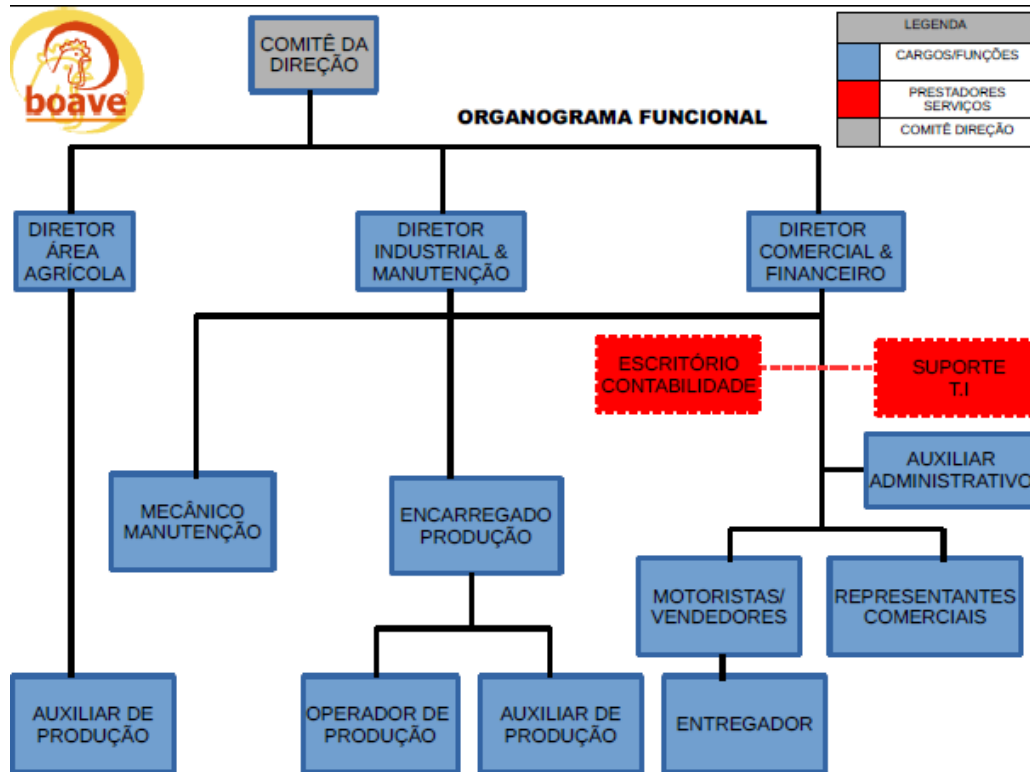 boave
COMITÊ DA
DIREÇÃO
LEGENDA
CARGOS/FUNÇÕES
PRESTADORES
SERVIÇOS
COMITÊ DIREÇÃO
ORGANOGRAMA FUNCIONAL
DIRETOR
ÁREA
AGRÍCOLA
DIRETOR
INDUSTRIAL &
MANUTENÇÃO
DIRETOR
COMERCIAL &
FINANCEIRO
ESCRITÓRIO
CONTABILIDADE
SUPORTE
T.I
AUXILIAR
ADMINISTRATIVO
MECÂNICO
MANUTENÇÃO
ENCARREGADO
PRODUÇÃO
MOTORISTAS/
VENDEDORES
REPRESENTANTES
COMERCIAIS
AUXILIAR DE
PRODUÇÃO
OPERADOR DE
PRODUÇÃO
AUXILIAR DE
PRODUÇÃO
ENTREGADOR